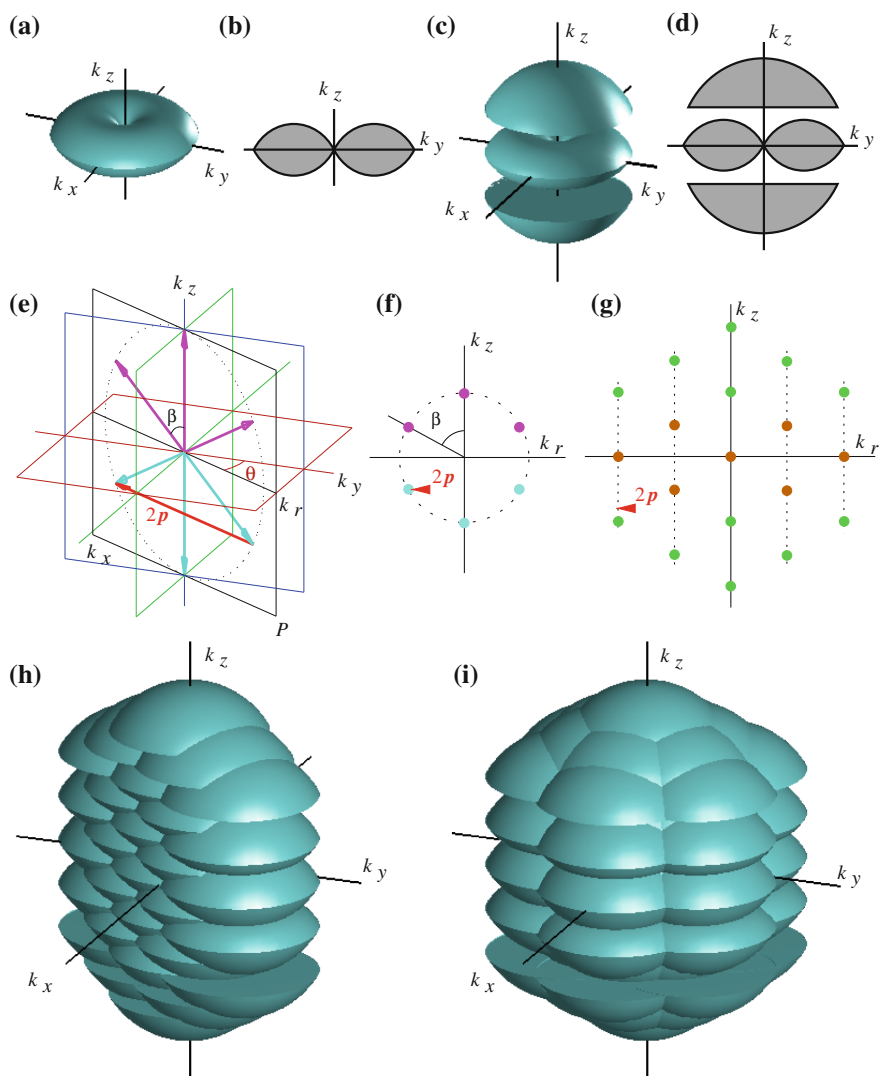 (a)
k z
k x
k y
(b)
k z
k y
(c)
k z
k x
k y
(d)
k z
k y
(e)
k z
β
θ
k y
k r
2p
k x
P
(f)
k z
β
k r
2p
(g)
k z
k r
2p
(h)
k z
k y
k x
(i)
k z
k y
k x